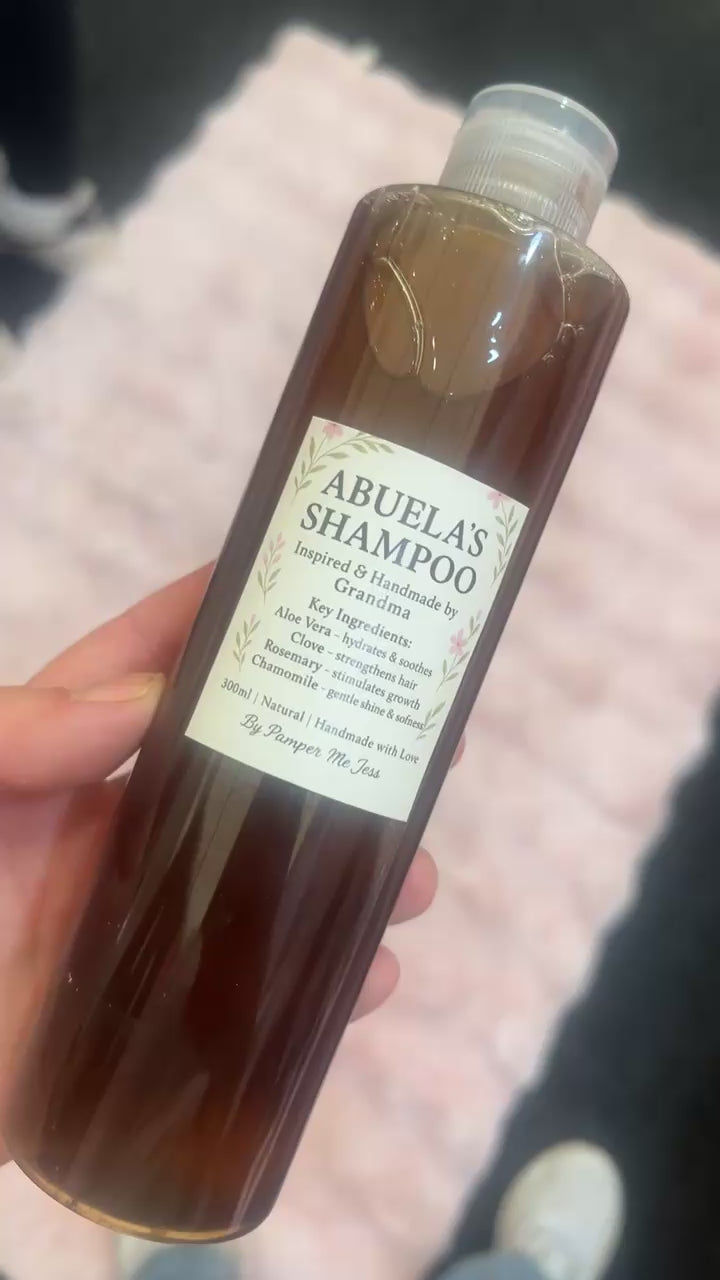 ABUELA'S
SHAMPOO
Inspired & Handmade by
Grandma
Key Ingredients:
Aloe Vera - hydrates & soothes
Clove - strengthens hair
Rosemary - stimulates growth
Chamomile - gentle shine & sofness
300ml | Natural | Handmade with Love
By Pamper Me Jess